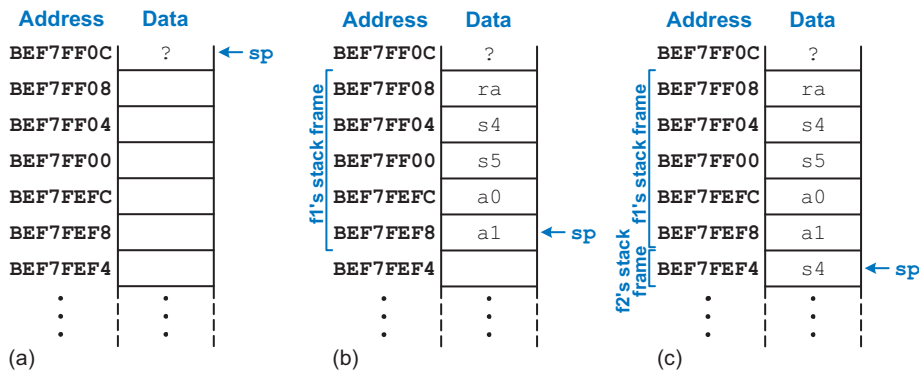 Address Data
BEF7FF0C ? sp
BEF7FF08
BEF7FF04
BEF7FF00
BEF7FEFC
BEF7FEF8
BEF7FEF4
(a)
Address Data
BEF7FF0C ?
BEF7FF08 ra
BEF7FF04 s4
BEF7FF00 s5
BEF7FEFC a0
BEF7FEF8 a1 sp
BEF7FEF4
f1's stack frame
(b)
Address Data
BEF7FF0C ?
BEF7FF08 ra
BEF7FF04 s4
BEF7FF00 s5
BEF7FEFC a0
BEF7FEF8 a1
BEF7FEF4 s4 sp
f1's stack frame
f2's stack
frame
(c)